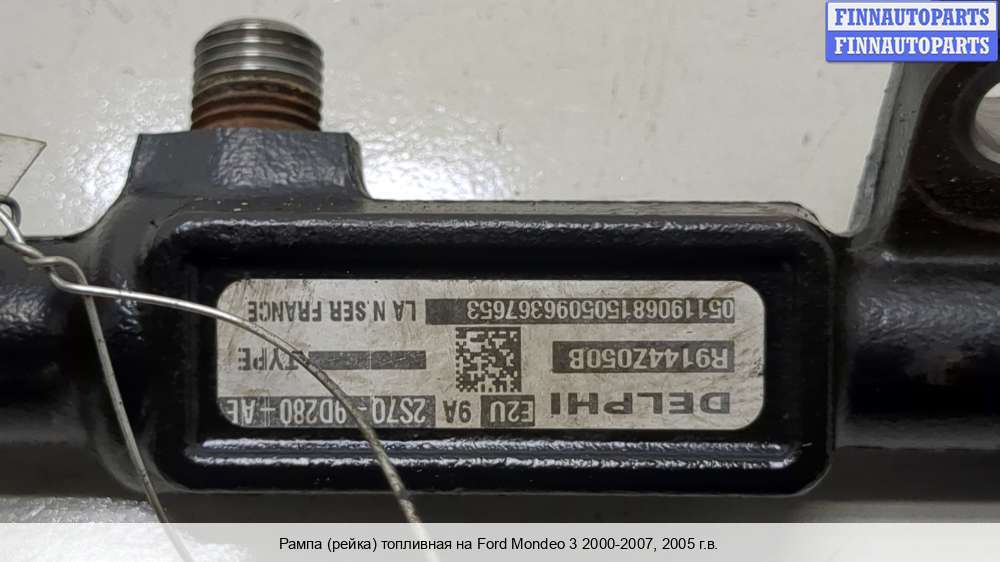 FINNAUTOPARTS
FINNAUTOPARTS
DELPHI E2U 9A 2S7Q-9D280-AE
R9144Z050B TYPE
05119068150509636​7653 LA N.SER FRANCE
Рампа (рейка) топливная на Ford Mondeo 3 2000-2007, 2005 г.в.